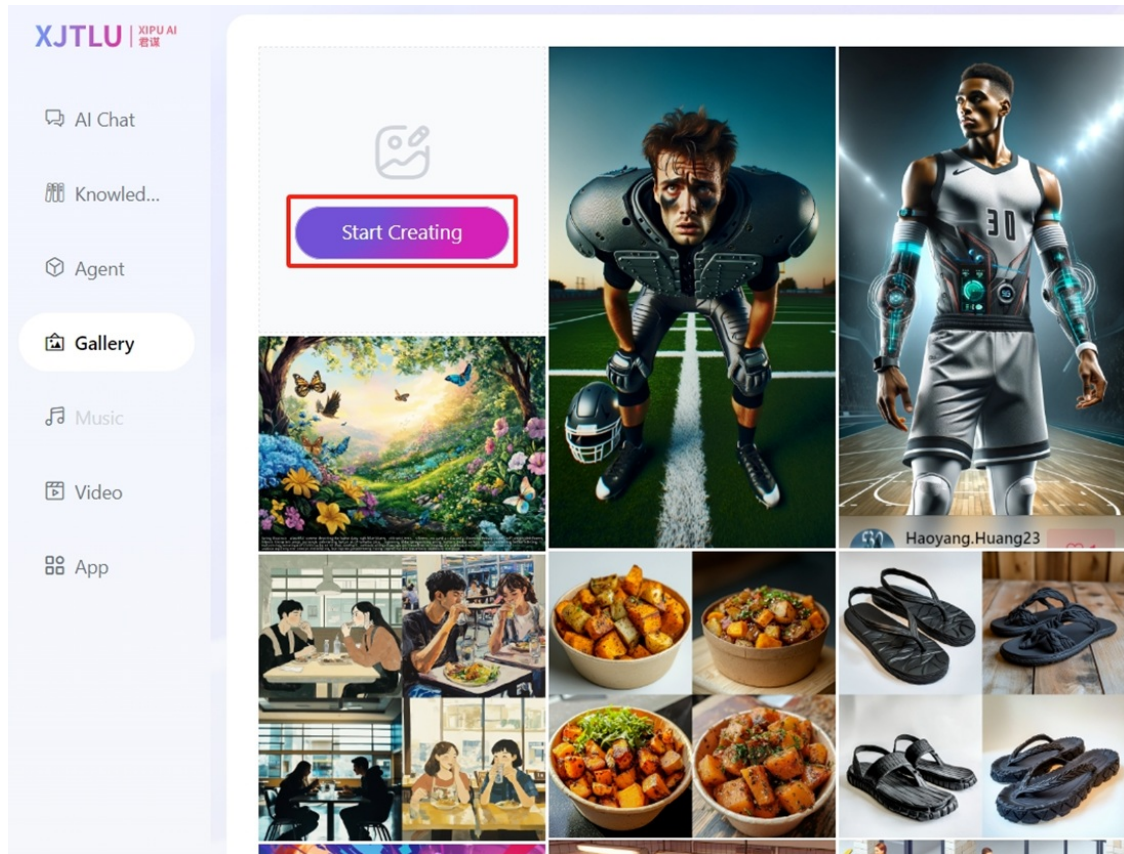 XJTLU
XIPU AI
君谋
AI Chat
Knowled...
Agent
Gallery
Music
Video
App
Start Creating
30
Haoyang.Huang23